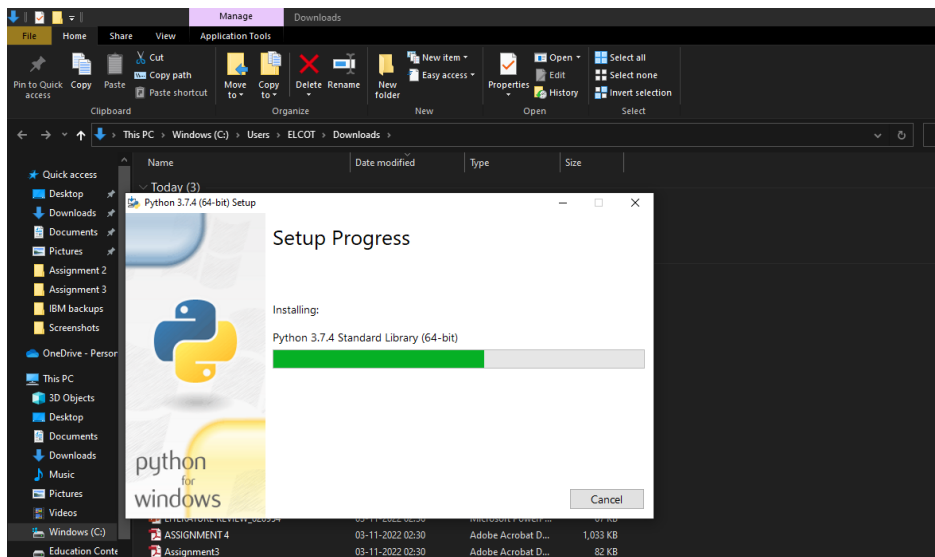 Manage Downloads
File Home Share View Application Tools
Pin to Quick access Copy Paste Cut Copy path Paste shortcut
Move to Copy to Delete Rename New folder New item Easy access
Properties Open Edit History Select all Select none Invert selection
Clipboard Organize New Open Select
This PC > Windows (C:) > Users > ELCOT > Downloads >
Name Date modified Type Size
Today (3)
Quick access
Desktop
Downloads
Documents
Pictures
Assignment 2
Assignment 3
IBM backups
Screenshots
OneDrive - Person
This PC
3D Objects
Desktop
Documents
Downloads
Music
Pictures
Videos
Windows (C:)
Education Conte
Python 3.7.4 (64-bit) Setup
Setup Progress
Installing:
Python 3.7.4 Standard Library (64-bit)
python
for
windows
Cancel
ASSIGNMENT 4 03-11-2022 02:30 Adobe Acrobat D... 1,033 KB
Assignment3 03-11-2022 02:30 Adobe Acrobat D... 82 KB